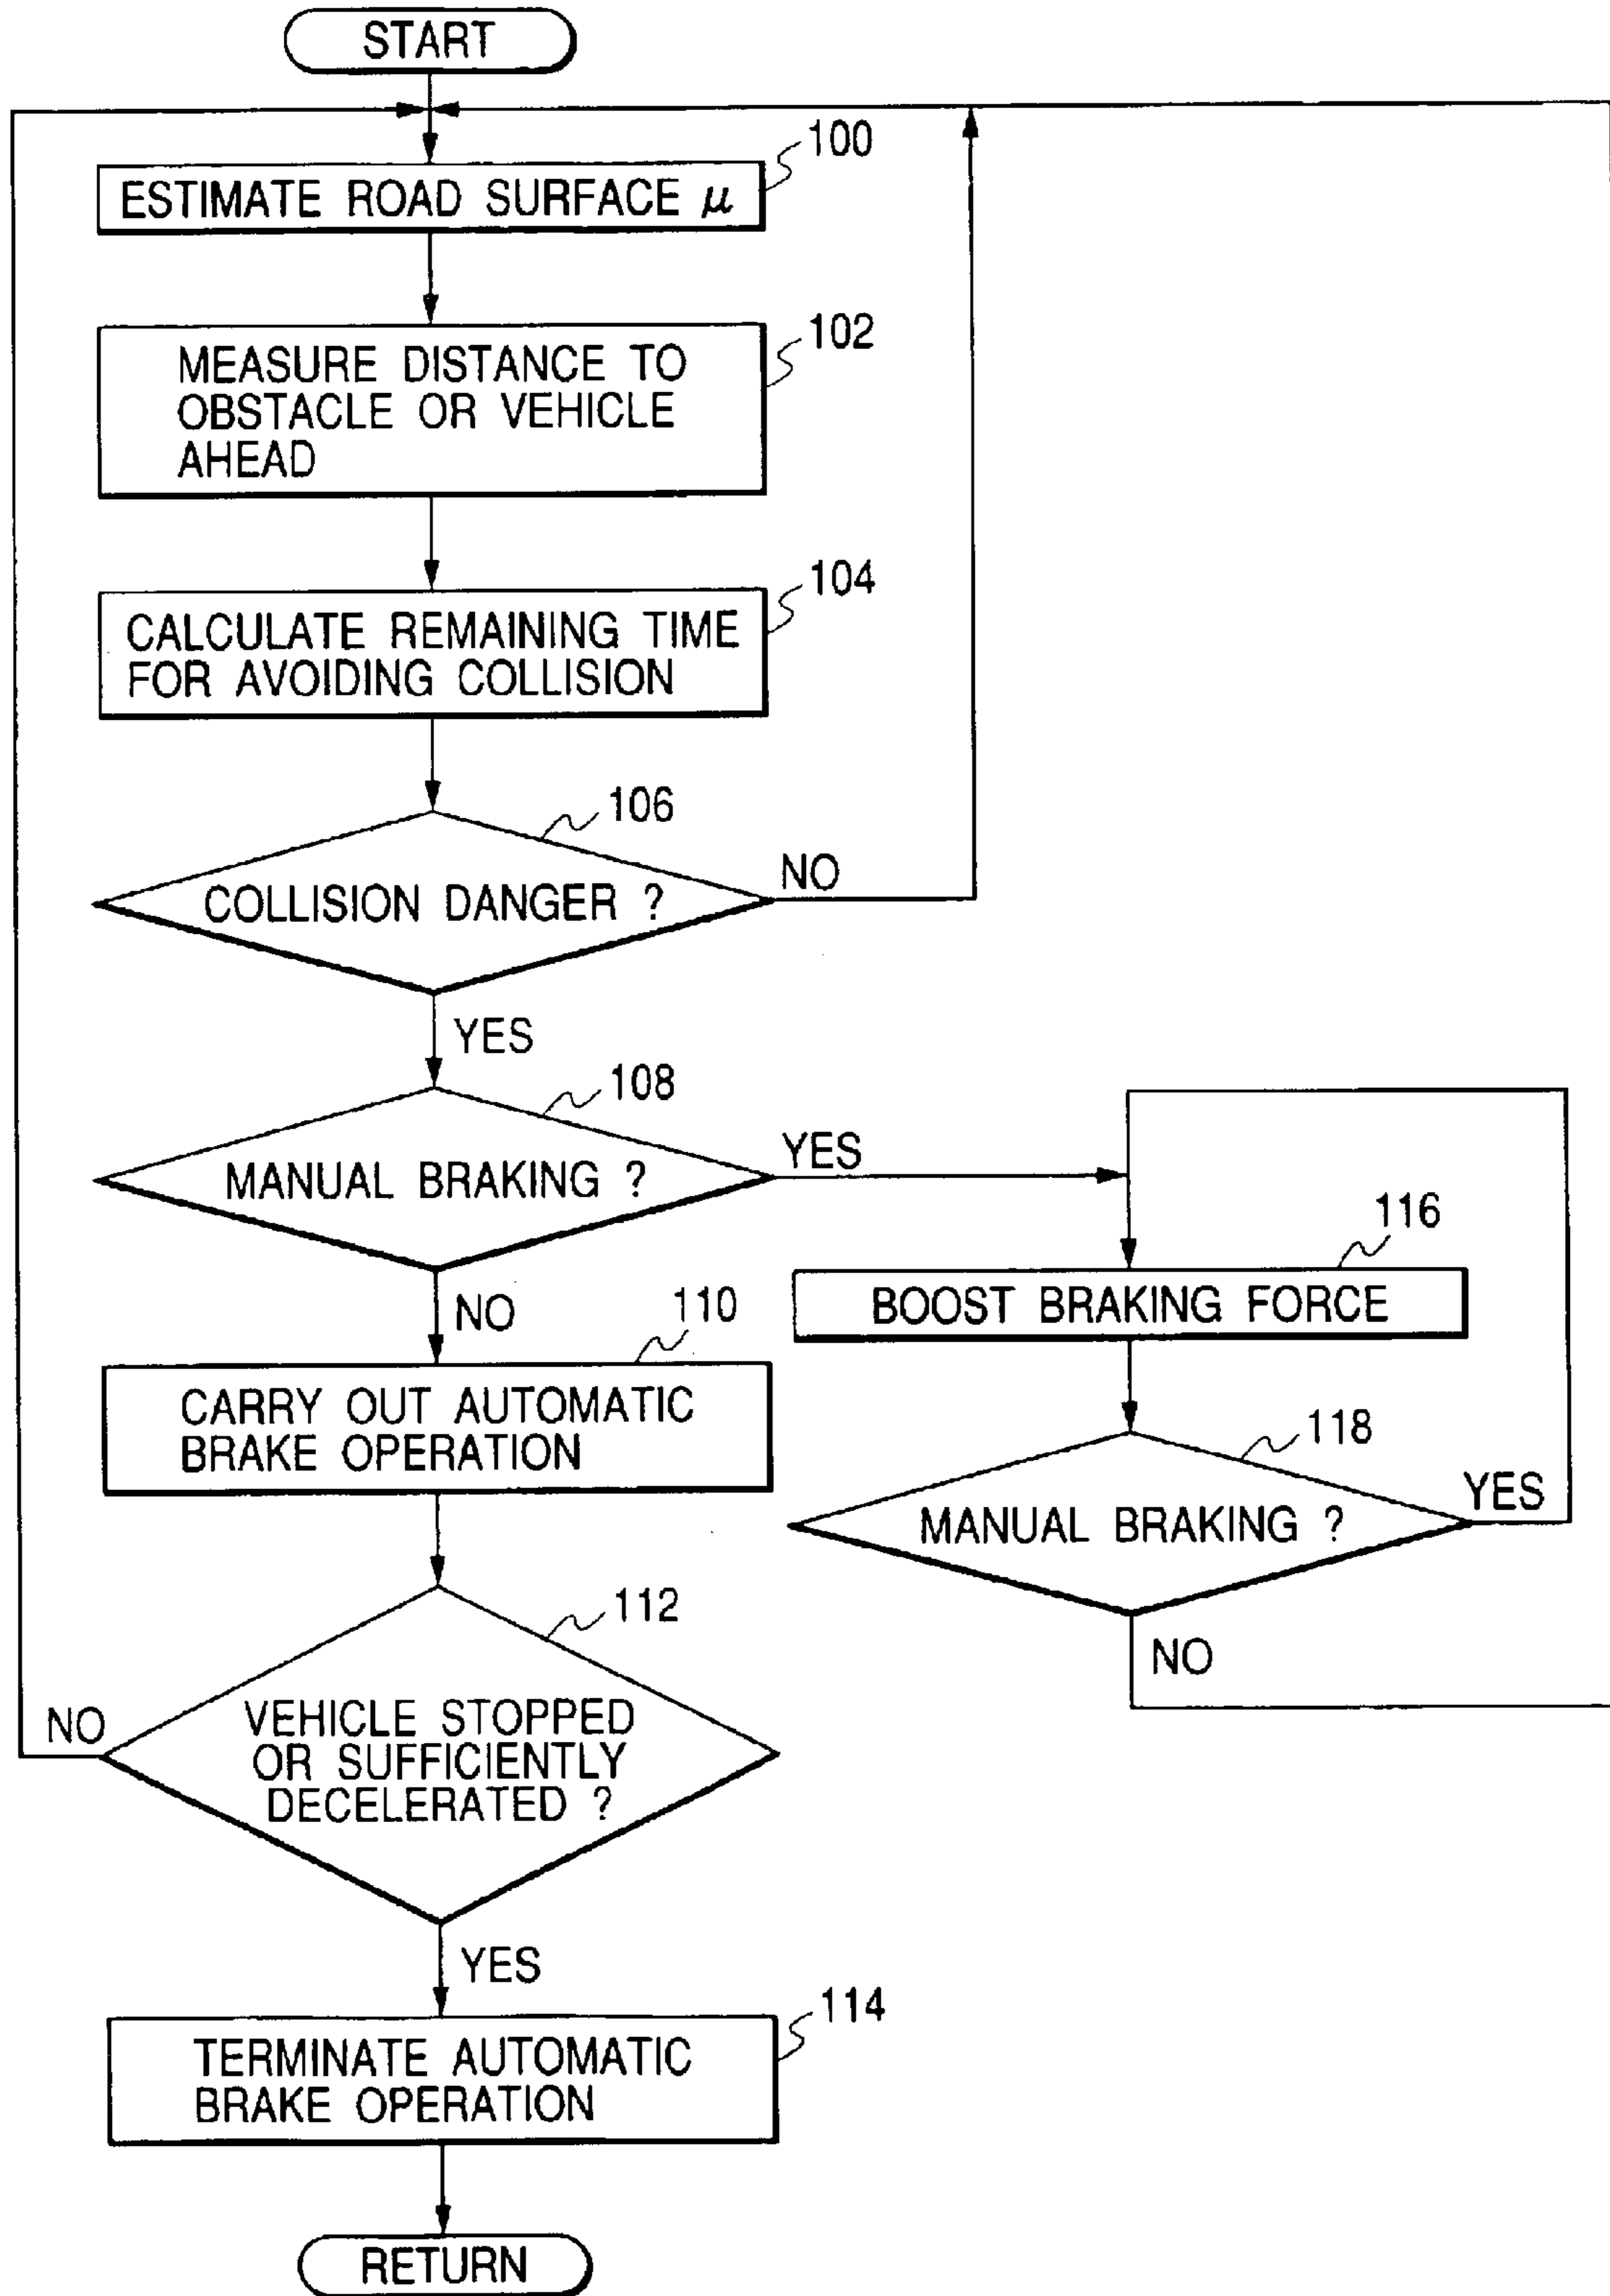 START
100
ESTIMATE ROAD SURFACE μ
102
MEASURE DISTANCE TO
OBSTACLE OR VEHICLE
AHEAD
104
CALCULATE REMAINING TIME
FOR AVOIDING COLLISION
106
COLLISION DANGER ?
NO
YES
108
MANUAL BRAKING ?
YES
NO
110
CARRY OUT AUTOMATIC
BRAKE OPERATION
116
BOOST BRAKING FORCE
118
MANUAL BRAKING ?
YES
NO
112
VEHICLE STOPPED
OR SUFFICIENTLY
DECELERATED ?
NO
YES
114
TERMINATE AUTOMATIC
BRAKE OPERATION
RETURN